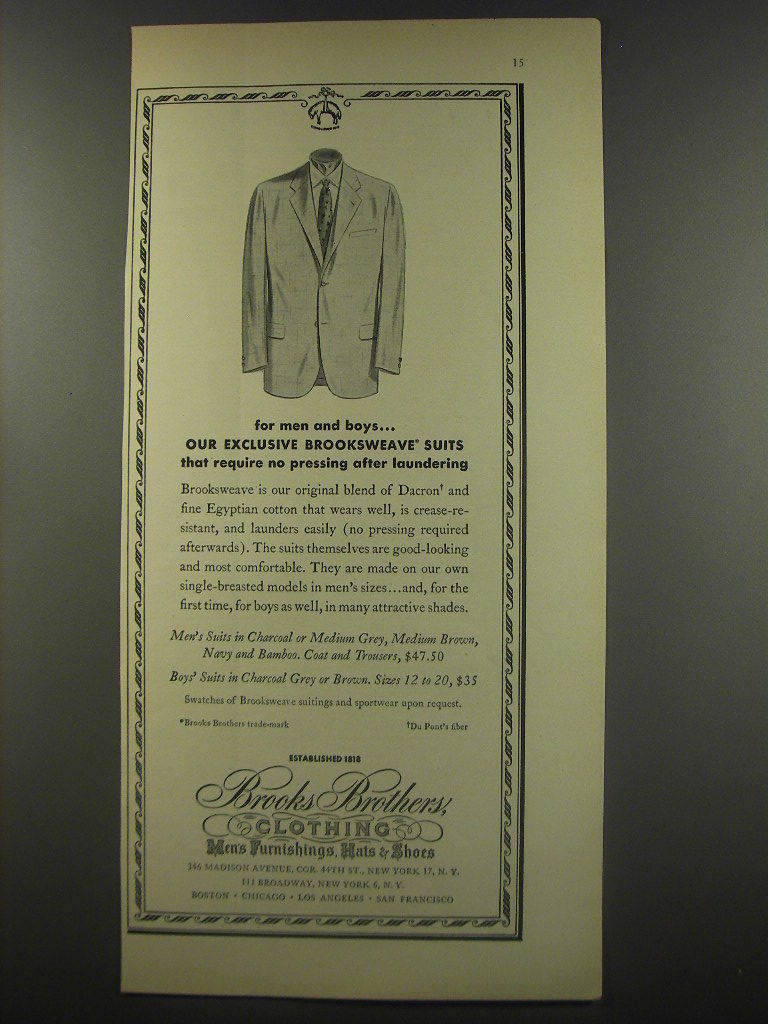 15
for men and boys...
OUR EXCLUSIVE BROOKSWEAVE* SUITS
that require no pressing after laundering
Brooksweave is our original blend of Dacron† and
fine Egyptian cotton that wears well, is crease-re-
sistant, and launders easily (no pressing required
afterwards). The suits themselves are good-looking
and most comfortable. They are made on our own
single-breasted models in men's sizes...and, for the
first time, for boys as well, in many attractive shades.
Men's Suits in Charcoal or Medium Grey, Medium Brown,
Navy and Bamboo. Coat and Trousers, $47.50
Boys' Suits in Charcoal Grey or Brown. Sizes 12 to 20, $35
Swatches of Brooksweave suitings and sportwear upon request.
*Brooks Brothers trade-mark †Du Pont's fiber
ESTABLISHED 1818
Brooks Brothers,
CLOTHING
Men's Furnishings, Hats & Shoes
346 MADISON AVENUE, COR. 44TH ST., NEW YORK 17, N. Y.
111 BROADWAY, NEW YORK 6, N. Y.
BOSTON • CHICAGO • LOS ANGELES • SAN FRANCISCO